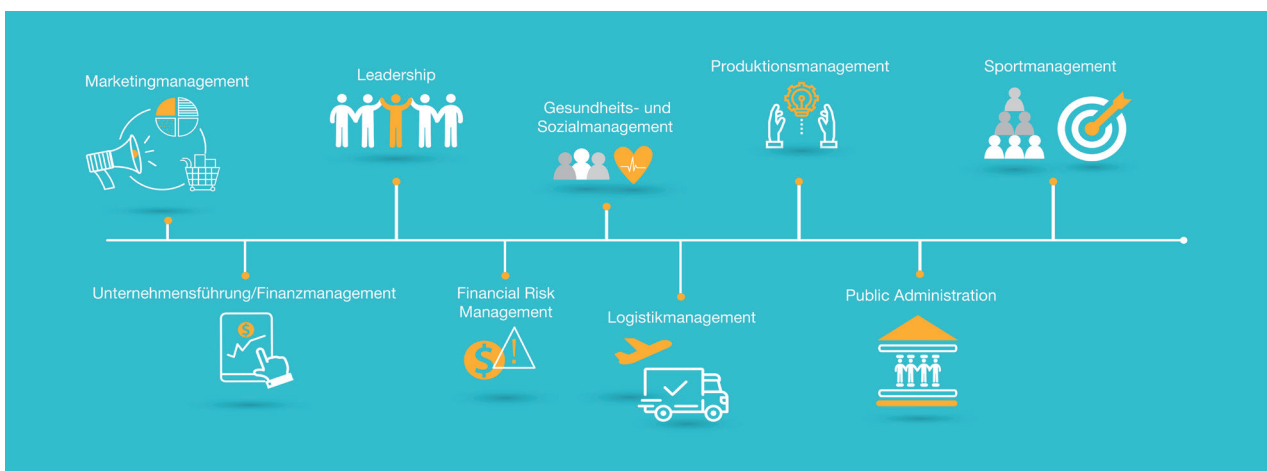 Marketingmanagement
Leadership
Gesundheits- und
Sozialmanagement
Produktionsmanagement
Sportmanagement
Unternehmensführung/Finanzmanagement
$
Financial Risk
Management
$ !
Logistikmanagement
Public Administration